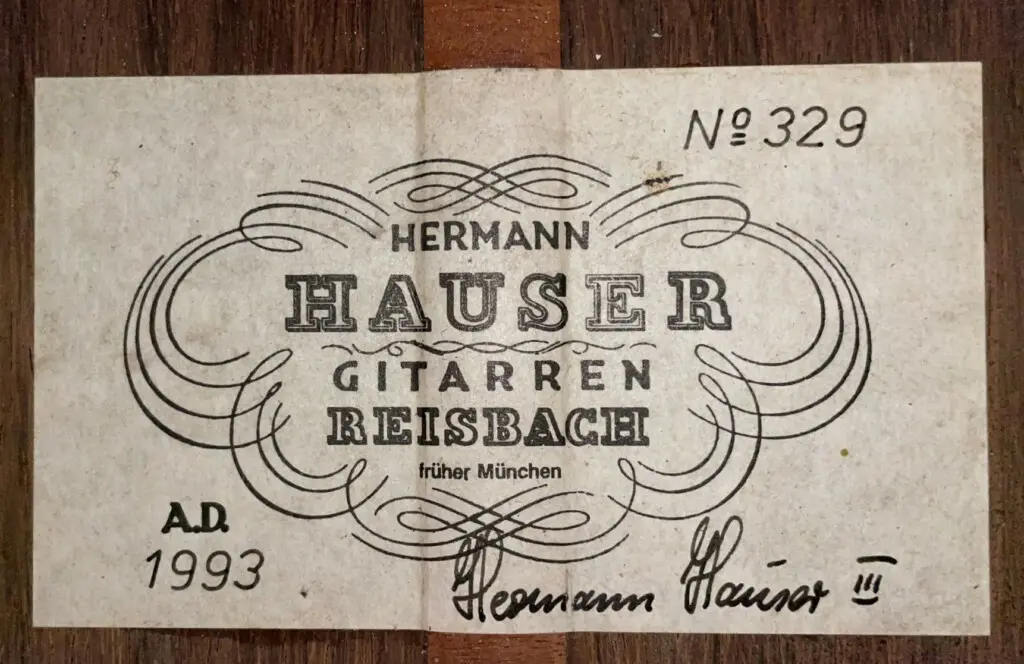 Nº 329
HERMANN
HAUSER
GITARREN
REISBACH
früher München
A.D.
1993
Hermann Hauser III